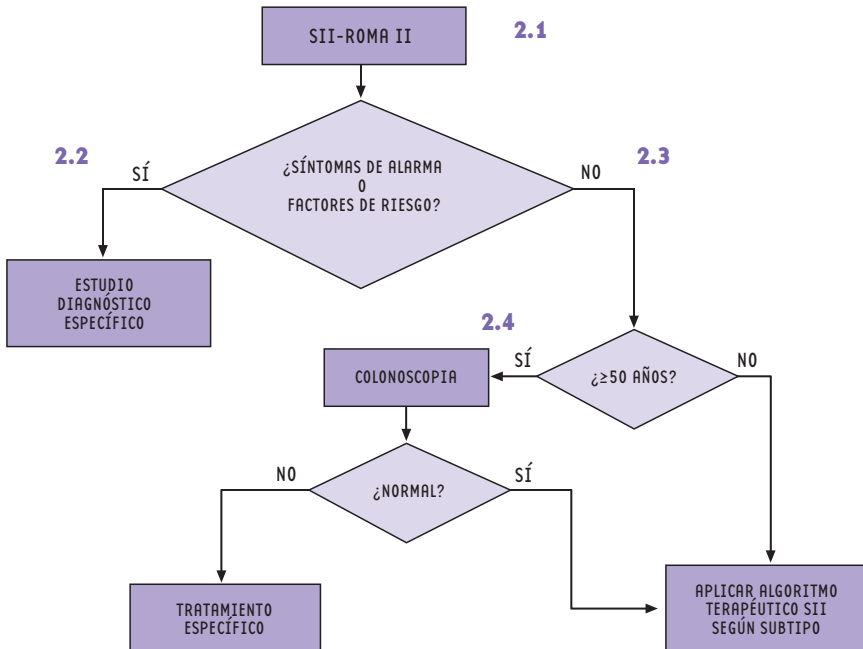 SII-ROMA II
2.1
2.2
SÍ
¿SÍNTOMAS DE ALARMA
O
FACTORES DE RIESGO?
NO
2.3
ESTUDIO
DIAGNÓSTICO
ESPECÍFICO
2.4
COLONOSCOPIA
SÍ
¿≥50 AÑOS?
NO
NO
¿NORMAL?
SÍ
TRATAMIENTO
ESPECÍFICO
APLICAR ALGORITMO
TERAPÉUTICO SII
SEGÚN SUBTIPO